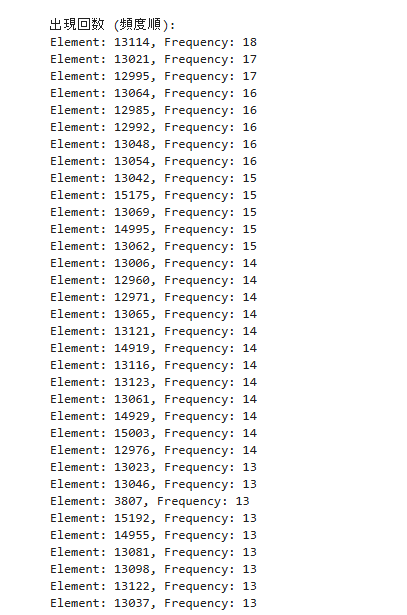 出現回数 (頻度順):
Element: 13114, Frequency: 18
Element: 13021, Frequency: 17
Element: 12995, Frequency: 17
Element: 13064, Frequency: 16
Element: 12985, Frequency: 16
Element: 12992, Frequency: 16
Element: 13048, Frequency: 16
Element: 13054, Frequency: 16
Element: 13042, Frequency: 15
Element: 15175, Frequency: 15
Element: 13069, Frequency: 15
Element: 14995, Frequency: 15
Element: 13062, Frequency: 15
Element: 13006, Frequency: 14
Element: 12960, Frequency: 14
Element: 12971, Frequency: 14
Element: 13065, Frequency: 14
Element: 13121, Frequency: 14
Element: 14919, Frequency: 14
Element: 13116, Frequency: 14
Element: 13123, Frequency: 14
Element: 13061, Frequency: 14
Element: 14929, Frequency: 14
Element: 15003, Frequency: 14
Element: 12976, Frequency: 14
Element: 13023, Frequency: 13
Element: 13046, Frequency: 13
Element: 3807, Frequency: 13
Element: 15192, Frequency: 13
Element: 14955, Frequency: 13
Element: 13081, Frequency: 13
Element: 13098, Frequency: 13
Element: 13122, Frequency: 13
Element: 13037, Frequency: 13